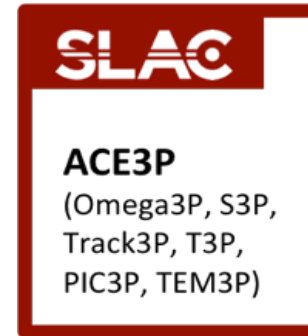 SLAC
ACE3P
(Omega3P, S3P,
Track3P, T3P,
PIC3P, TEM3P)